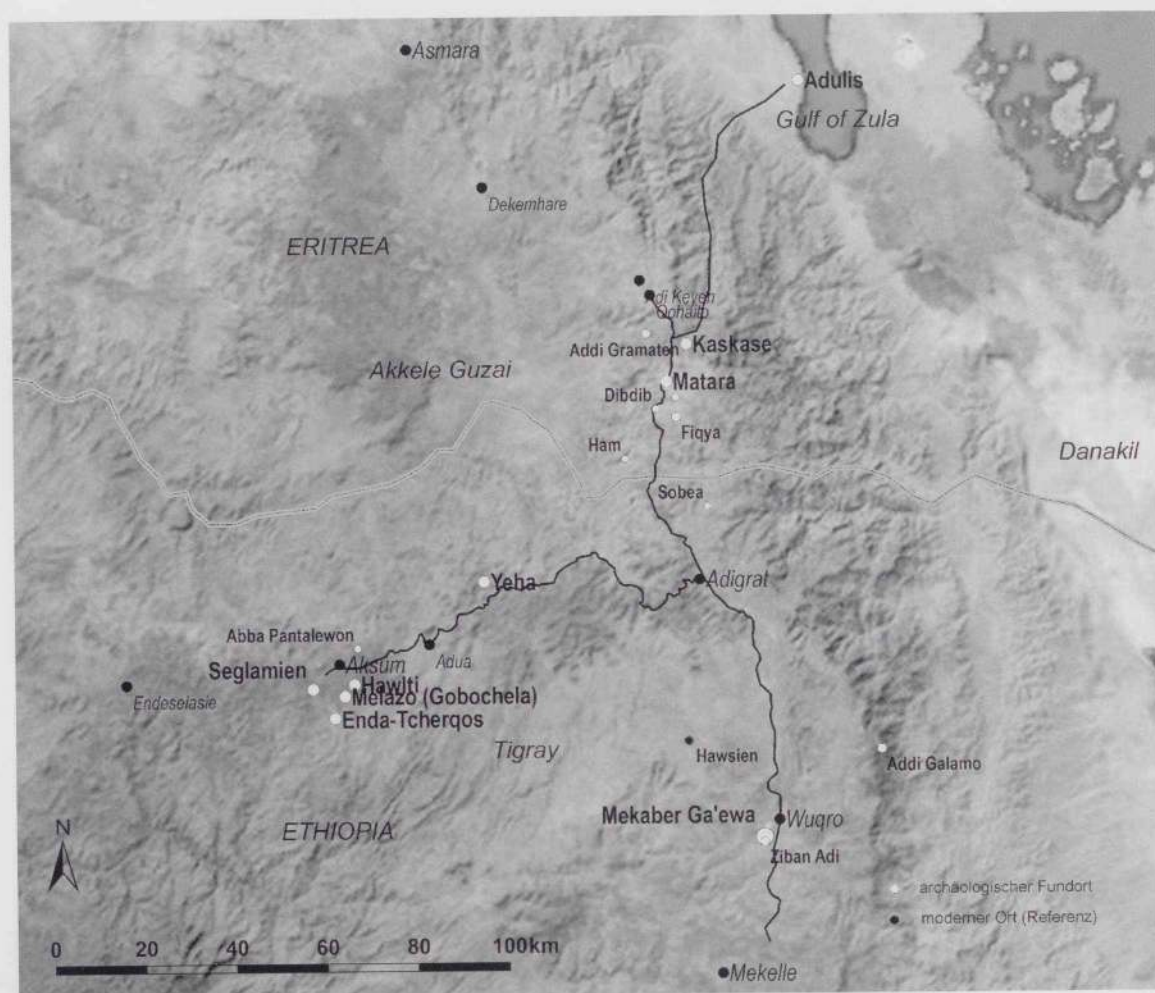 Asmara
Adulis
Gulf of Zula
Dekemhare
ERITREA
Adi Keyeh
Qohaito
Addi Gramaten
Kaskase
Akkele Guzai
Matara
Dibdib
Fiqya
Ham
Danakil
Sobea
Yeha
Adigrat
Abba Pantalewon
Adua
Seglamien
Aksum
Hawlti
Endeselasie
Melazo (Gobochela)
Enda-Tcherqos
Tigray
Hawsien
Addi Galamo
Mekaber Ga'ewa
Wuqro
ETHIOPIA
N
Ziban Adi
archäologischer Fundort
moderner Ort (Referenz)
0 20 40 60 80 100km
Mekelle